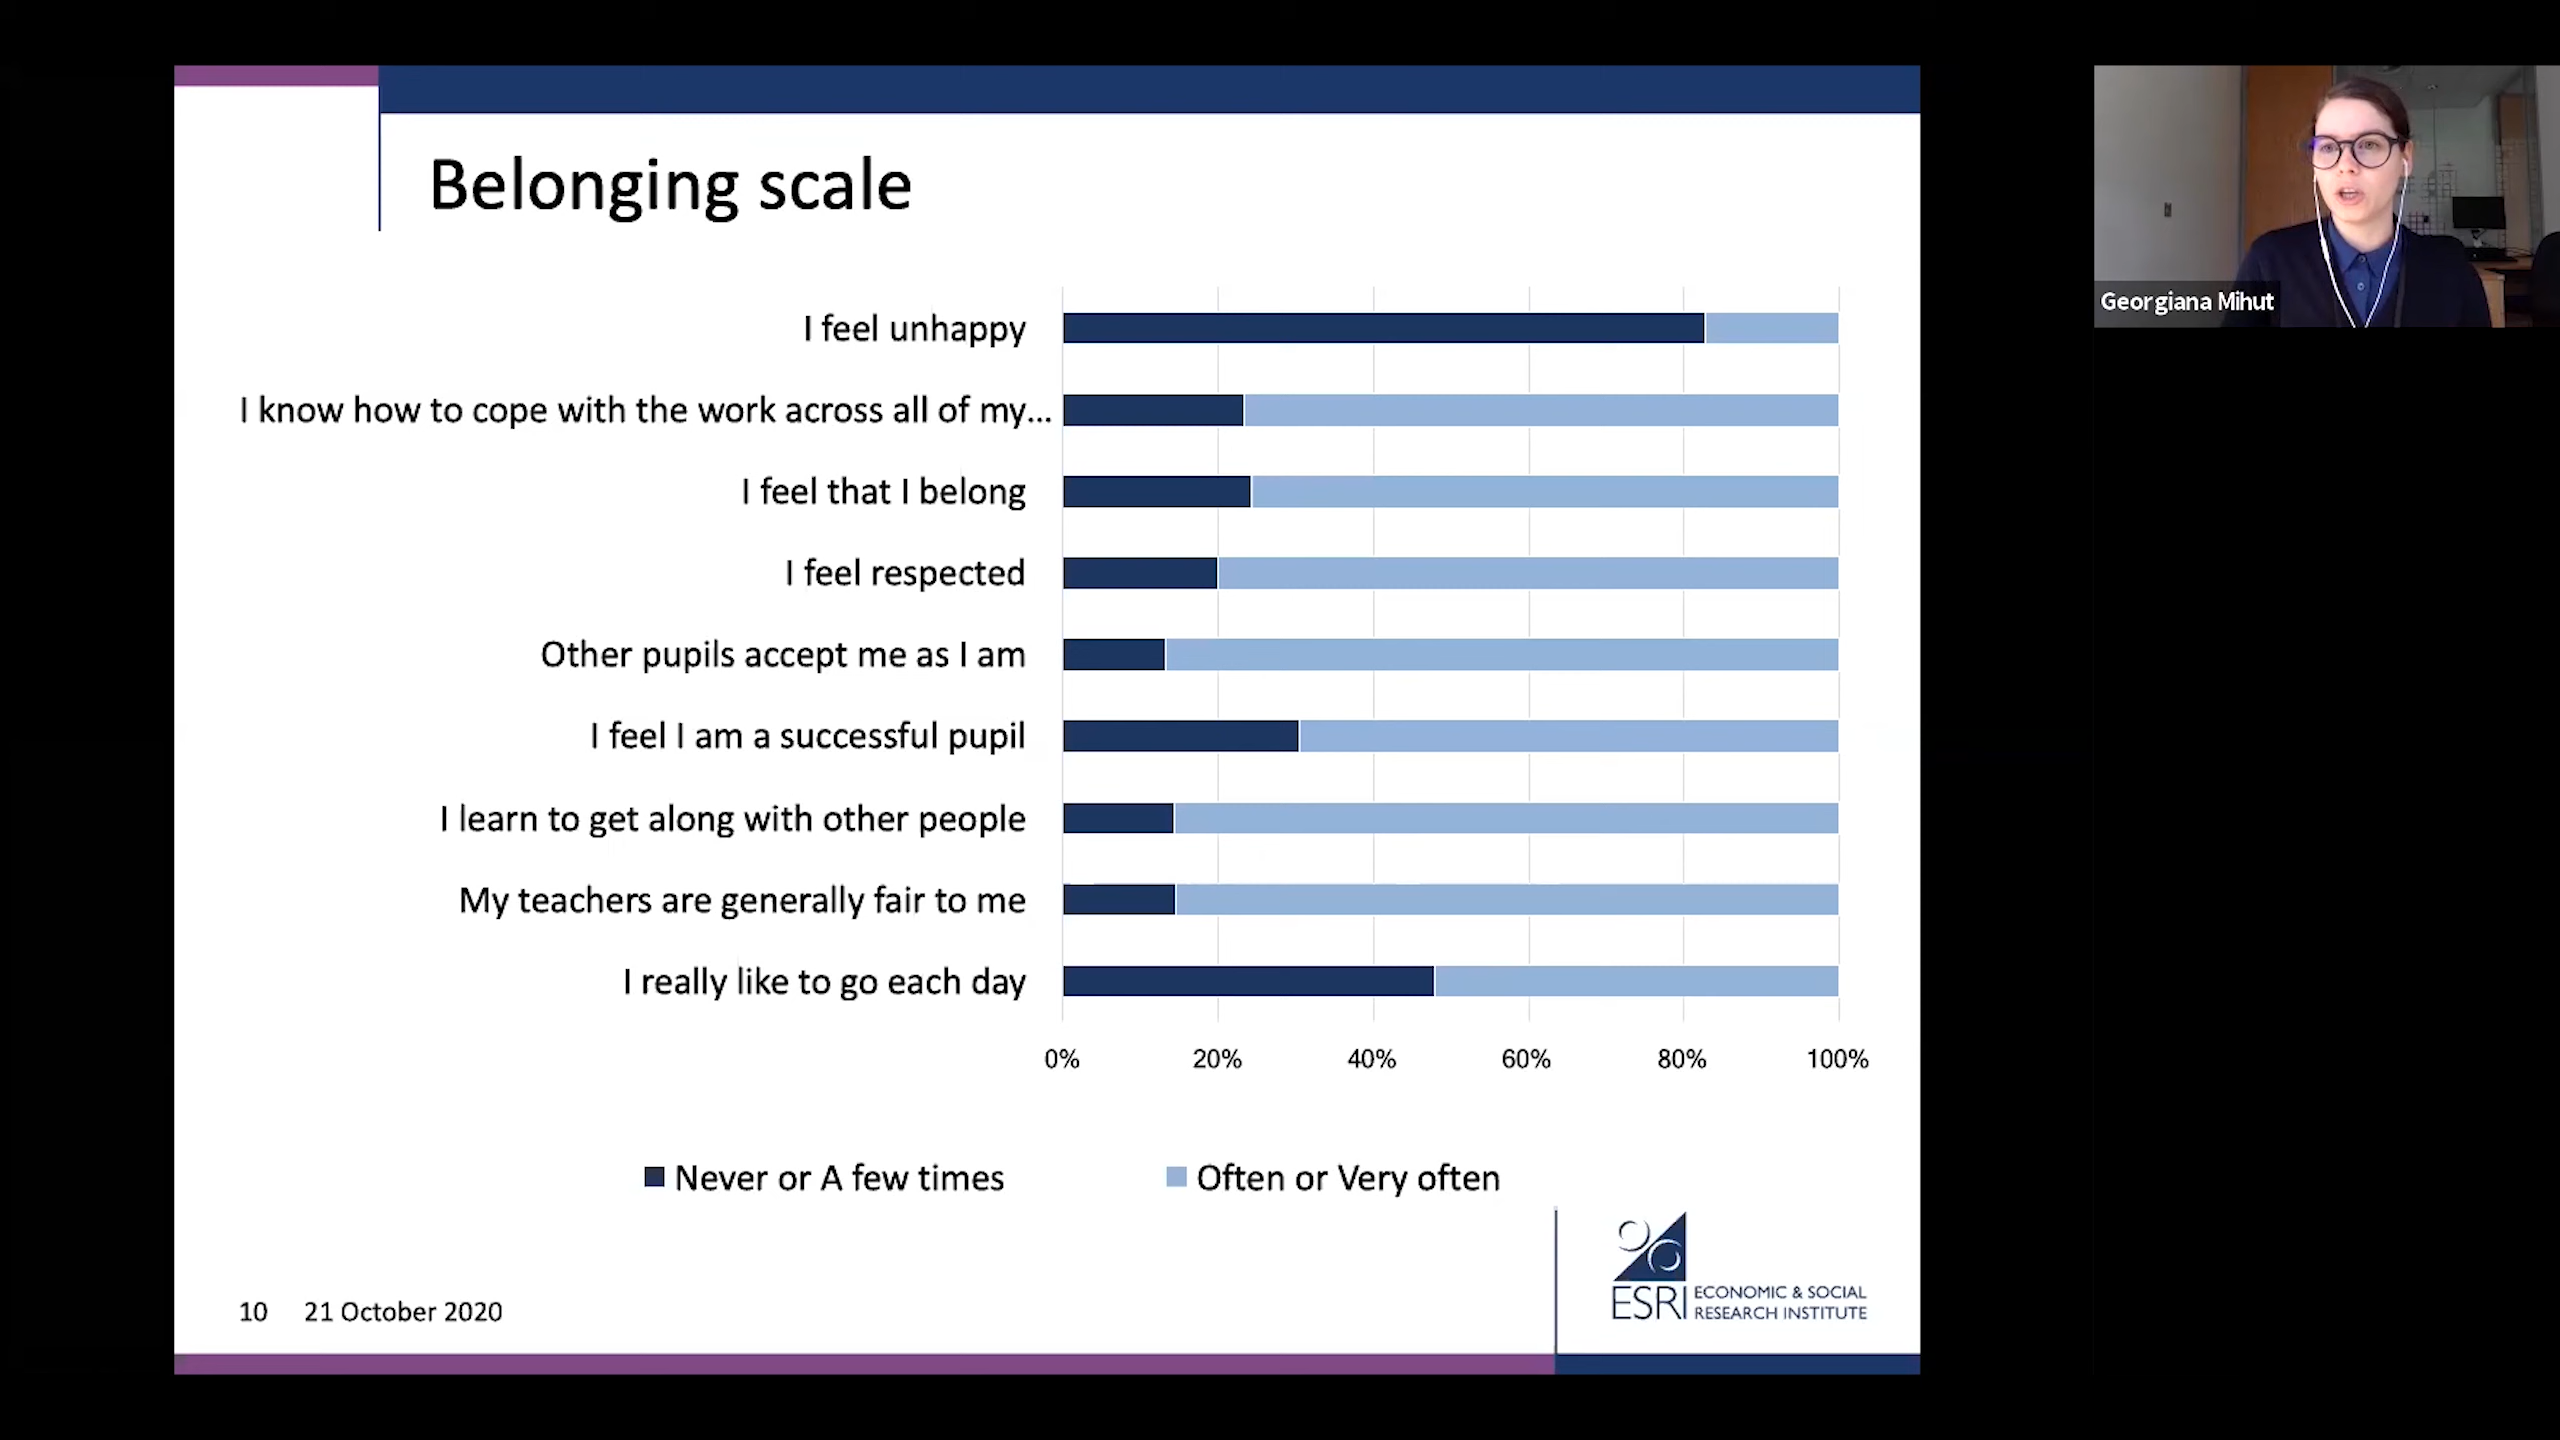 Belonging scale
I feel unhappy
I know how to cope with the work across all of my...
I feel that I belong
I feel respected
Other pupils accept me as I am
I feel I am a successful pupil
I learn to get along with other people
My teachers are generally fair to me
I really like to go each day
0% 20% 40% 60% 80% 100%
Never or A few times Often or Very often
10 21 October 2020
ESRI ECONOMIC & SOCIAL
RESEARCH INSTITUTE
Georgiana Mihut